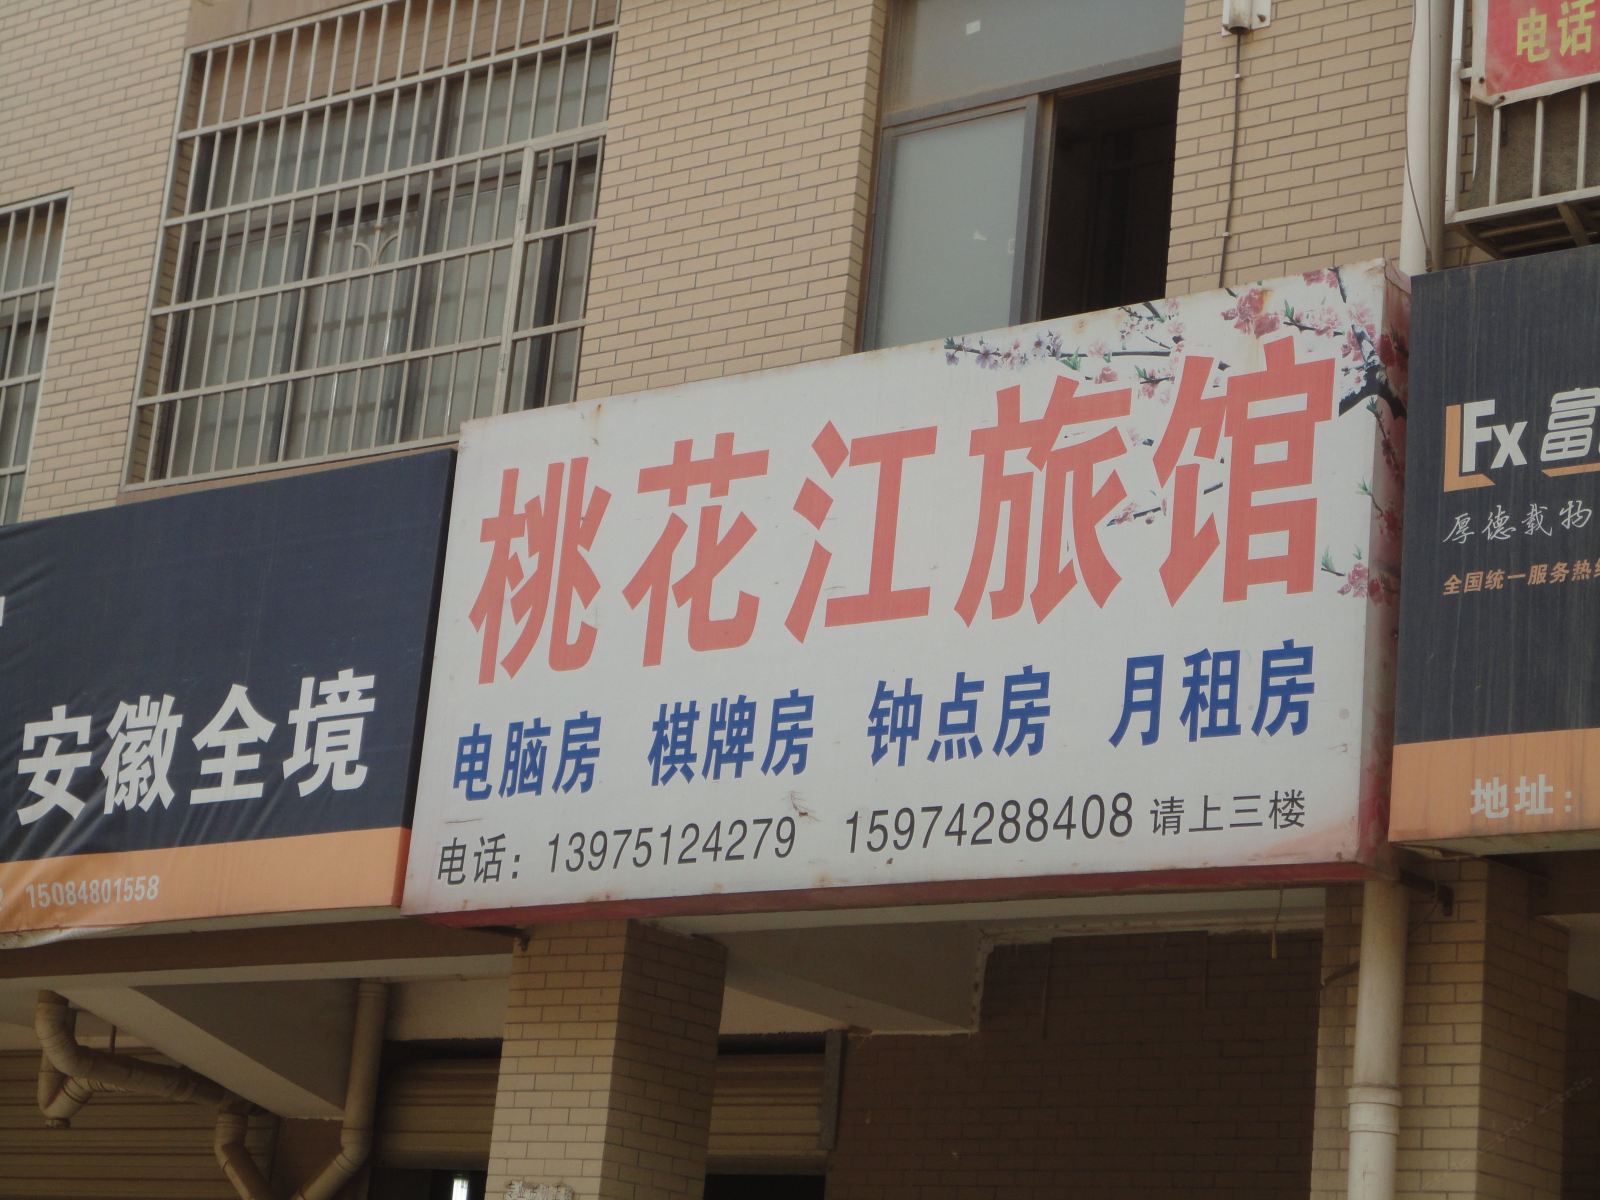 电话
桃花江旅馆
电脑房 棋牌房 钟点房 月租房
电话：13975124279 15974288408 请上三楼
安徽全境
15084801558
Fx 富
厚德载物
全国统一服务热线
地址：